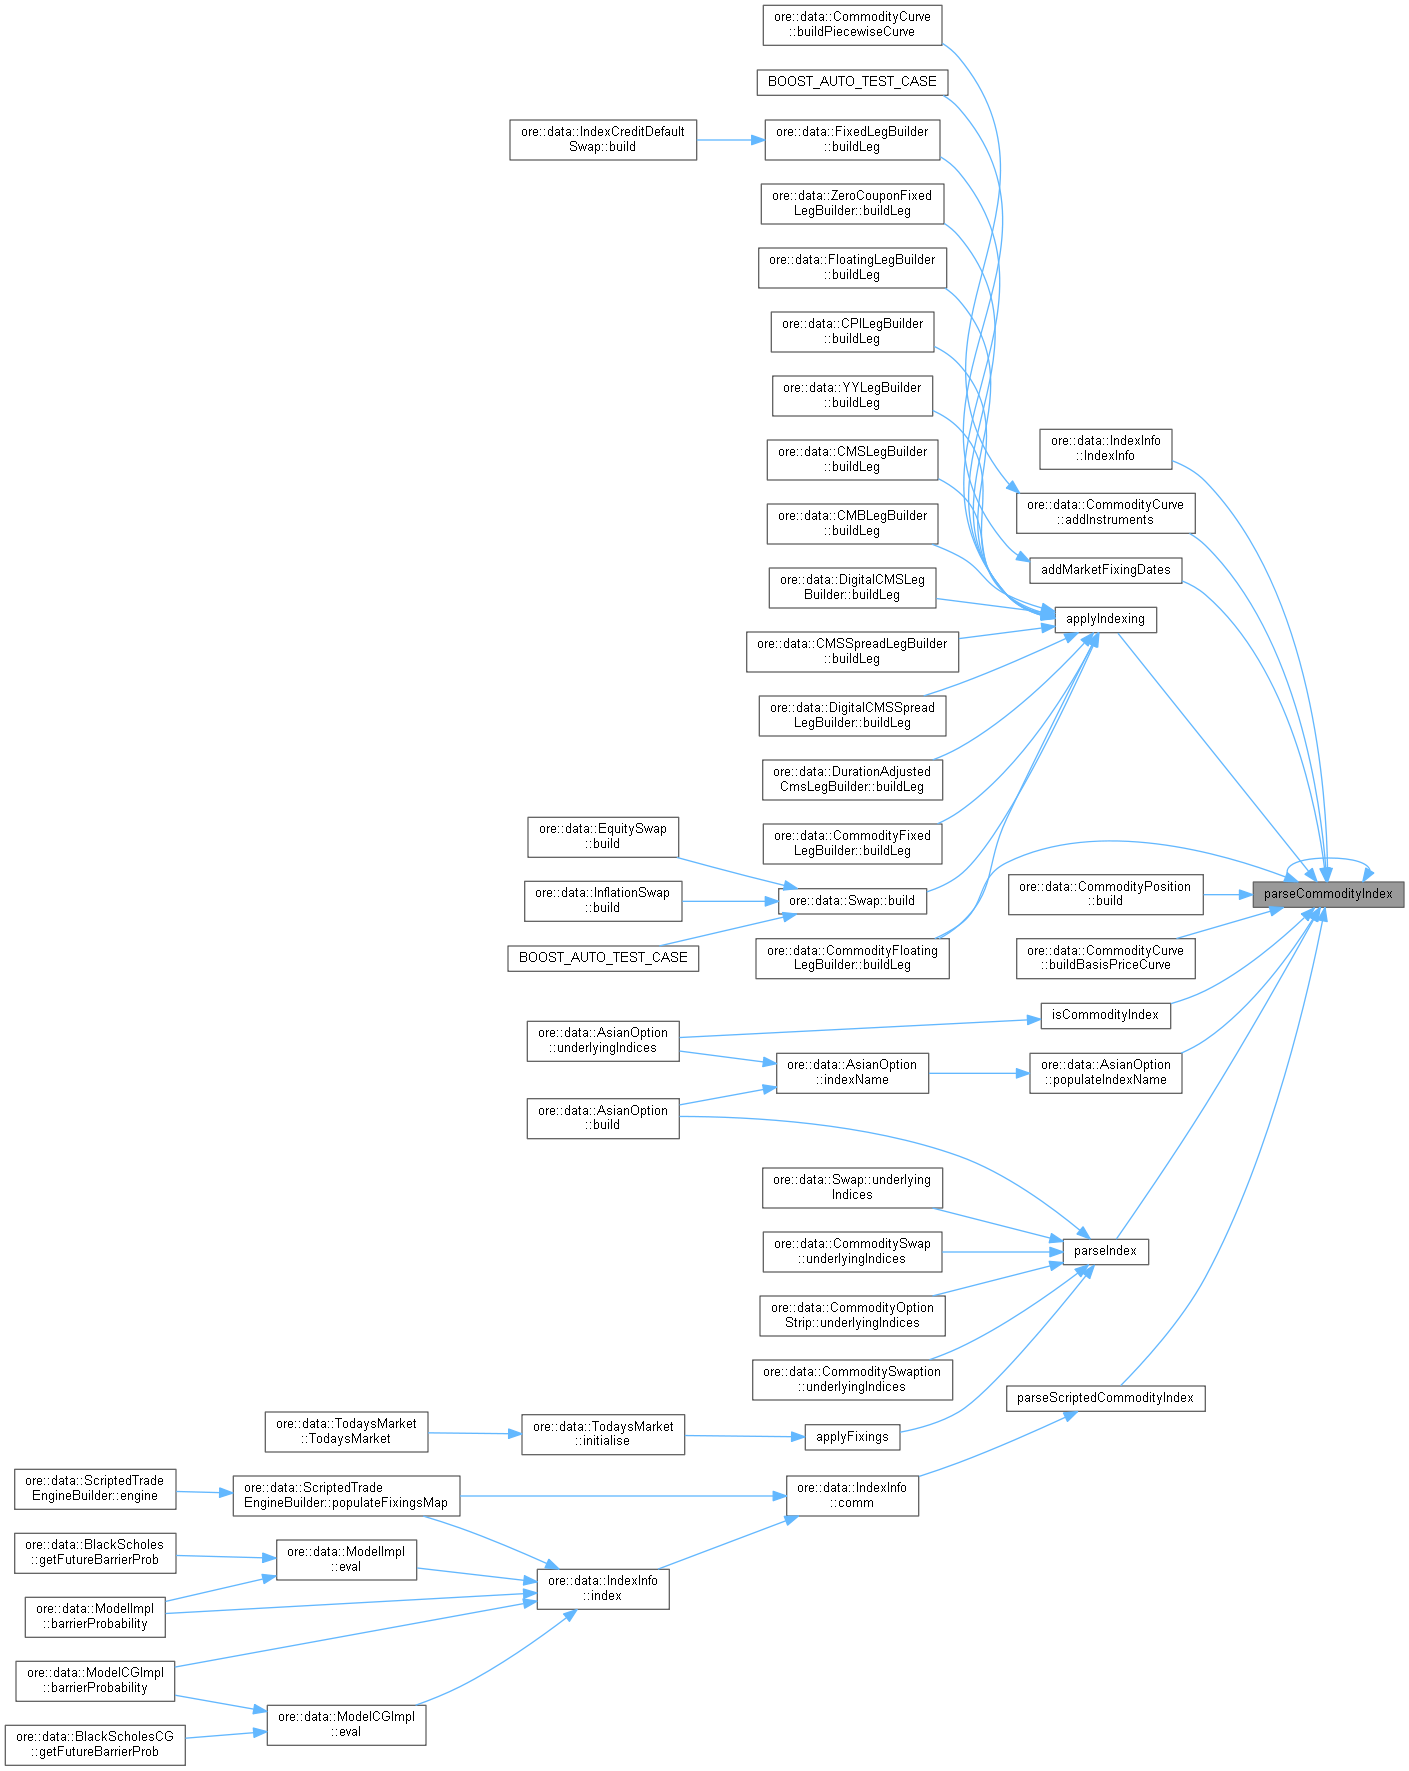 ore::data::CommodityCurve
::buildPiecewiseCurve
BOOST_AUTO_TEST_CASE
ore::data::IndexCreditDefault
Swap::build
ore::data::FixedLegBuilder
::buildLeg
ore::data::ZeroCouponFixed
LegBuilder::buildLeg
ore::data::FloatingLegBuilder
::buildLeg
ore::data::CPILegBuilder
::buildLeg
ore::data::YYLegBuilder
::buildLeg
ore::data::CMSLegBuilder
::buildLeg
ore::data::IndexInfo
::IndexInfo
ore::data::CommodityCurve
::addInstruments
ore::data::CMBLegBuilder
::buildLeg
addMarketFixingDates
ore::data::DigitalCMSLeg
Builder::buildLeg
applyIndexing
ore::data::CMSSpreadLegBuilder
::buildLeg
ore::data::DigitalCMSSpread
LegBuilder::buildLeg
ore::data::DurationAdjusted
CmsLegBuilder::buildLeg
ore::data::EquitySwap
::build
ore::data::CommodityFixed
LegBuilder::buildLeg
ore::data::InflationSwap
::build
ore::data::Swap::build
ore::data::CommodityPosition
::build
parseCommodityIndex
BOOST_AUTO_TEST_CASE
ore::data::CommodityFloating
LegBuilder::buildLeg
ore::data::CommodityCurve
::buildBasisPriceCurve
isCommodityIndex
ore::data::AsianOption
::underlyingIndices
ore::data::AsianOption
::indexName
ore::data::AsianOption
::populateIndexName
ore::data::AsianOption
::build
ore::data::Swap::underlying
Indices
ore::data::CommoditySwap
::underlyingIndices
parseIndex
ore::data::CommodityOption
Strip::underlyingIndices
ore::data::CommoditySwaption
::underlyingIndices
parseScriptedCommodityIndex
ore::data::TodaysMarket
::TodaysMarket
ore::data::TodaysMarket
::initialise
applyFixings
ore::data::ScriptedTrade
EngineBuilder::engine
ore::data::ScriptedTrade
EngineBuilder::populateFixingsMap
ore::data::IndexInfo
::comm
ore::data::BlackScholes
::getFutureBarrierProb
ore::data::ModelImpl
::eval
ore::data::IndexInfo
::index
ore::data::ModelImpl
::barrierProbability
ore::data::ModelCGImpl
::barrierProbability
ore::data::ModelCGImpl
::eval
ore::data::BlackScholesCG
::getFutureBarrierProb